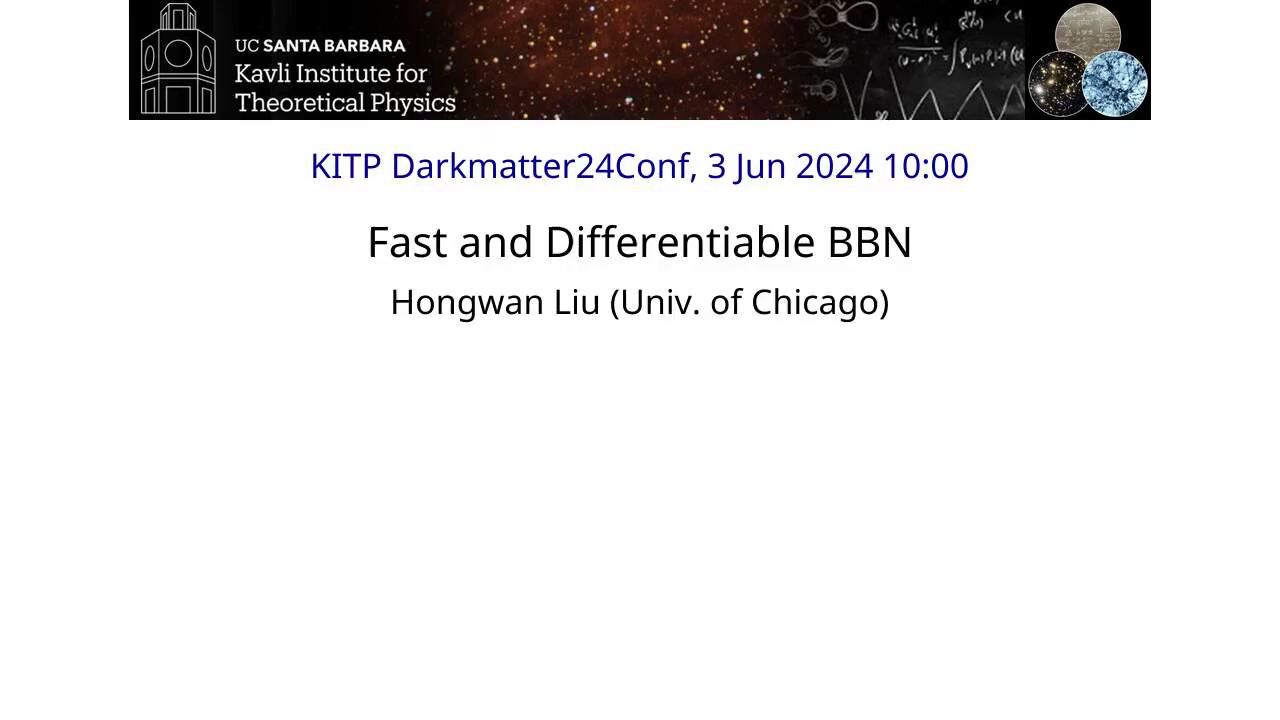 UC SANTA BARBARA
Kavli Institute for
Theoretical Physics
KITP Darkmatter24Conf, 3 Jun 2024 10:00
Fast and Differentiable BBN
Hongwan Liu (Univ. of Chicago)